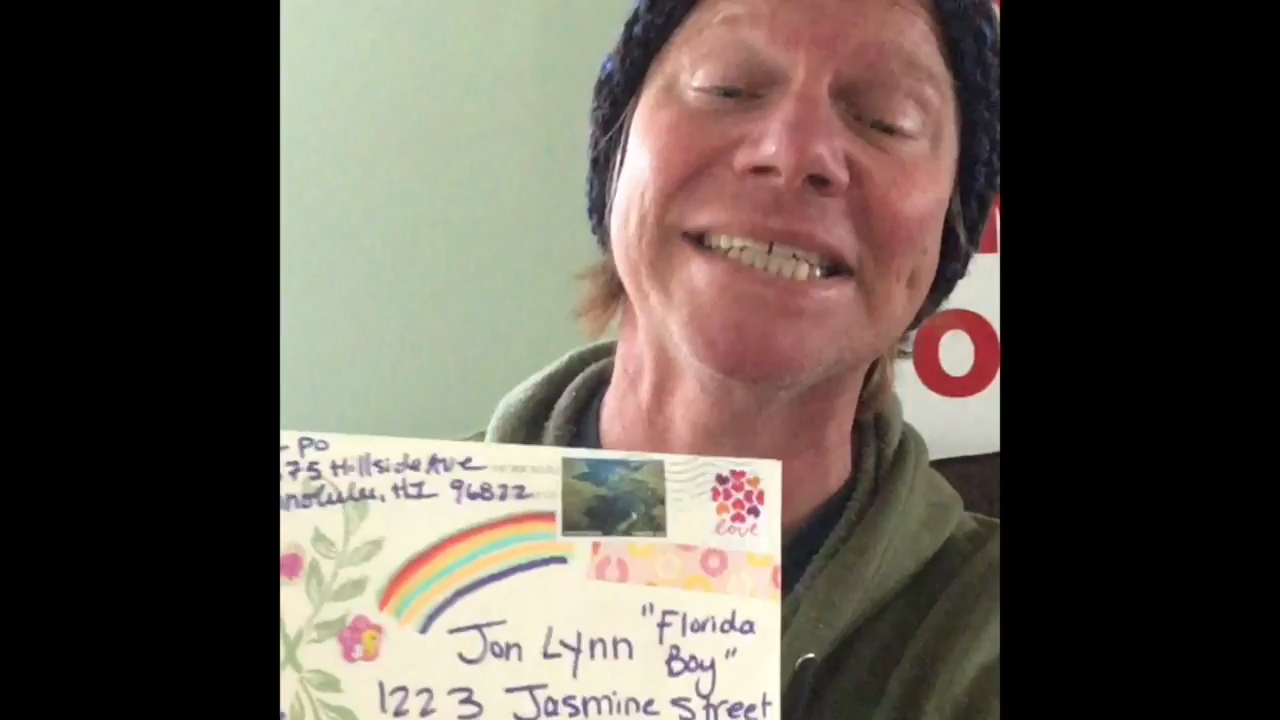 - PO
75 Hillside Ave
nolulu, HI 96822
love
Jon Lynn "Florida
Boy"
1223 Jasmine Street
O